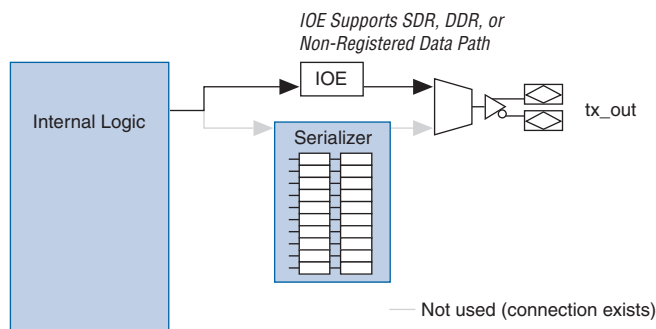 IOE Supports SDR, DDR, or
Non-Registered Data Path
IOE
Internal Logic
tx_out
Serializer
Not used (connection exists)